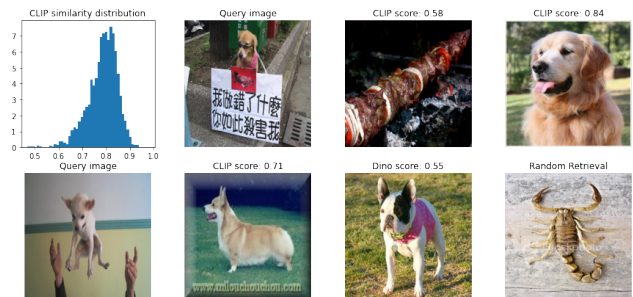 CLIP similarity distribution
Query image
CLIP score: 0.58
CLIP score: 0.84
7
6
5
4
3
2
1
0
0.5 0.6 0.7 0.8 0.9 1.0
我做錯了什麼
你如此殺害我
Query image
CLIP score: 0.71
Dino score: 0.55
Random Retrieval
www.milouchouchou.com